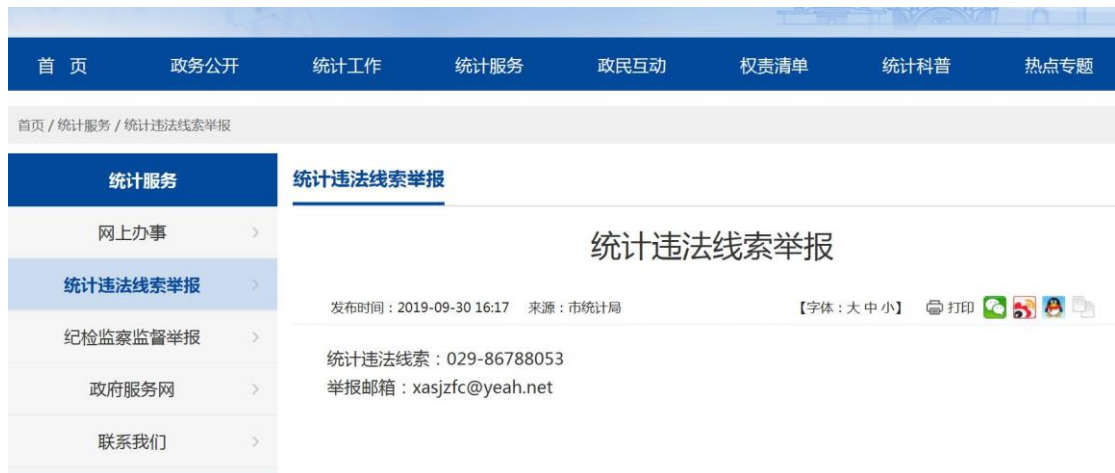 首 页 政务公开 统计工作 统计服务 政民互动 权责清单 统计科普 热点专题
首页 / 统计服务 / 统计违法线索举报
统计服务
网上办事
统计违法线索举报
纪检监察监督举报
政府服务网
联系我们
统计违法线索举报
统计违法线索举报
发布时间：2019-09-30 16:17 来源：市统计局 【字体：大 中 小】 打印
统计违法线索：029-86788053
举报邮箱：xasjzfc@yeah.net